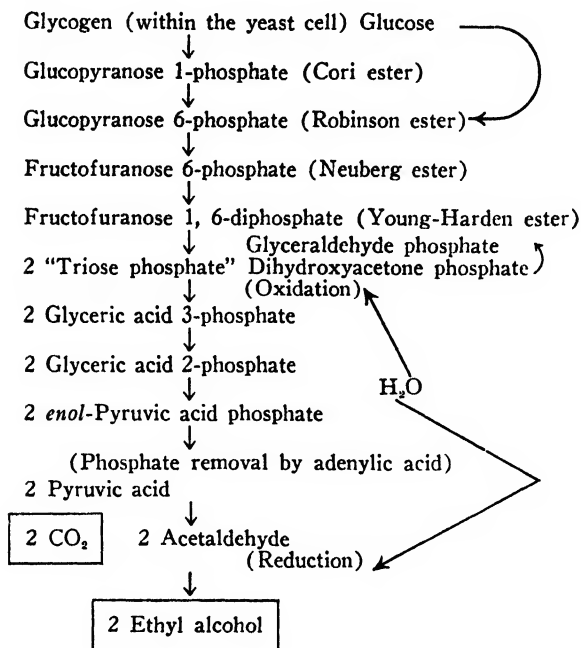 Glycogen (within the yeast cell) Glucose
Glucopyranose 1-phosphate (Cori ester)
Glucopyranose 6-phosphate (Robinson ester)
Fructofuranose 6-phosphate (Neuberg ester)
Fructofuranose 1, 6-diphosphate (Young-Harden ester)
Glyceraldehyde phosphate
2 "Triose phosphate" Dihydroxyacetone phosphate
(Oxidation)
2 Glyceric acid 3-phosphate
2 Glyceric acid 2-phosphate
H₂O
2 enol-Pyruvic acid phosphate
(Phosphate removal by adenylic acid)
2 Pyruvic acid
2 CO₂ 2 Acetaldehyde
(Reduction)
2 Ethyl alcohol